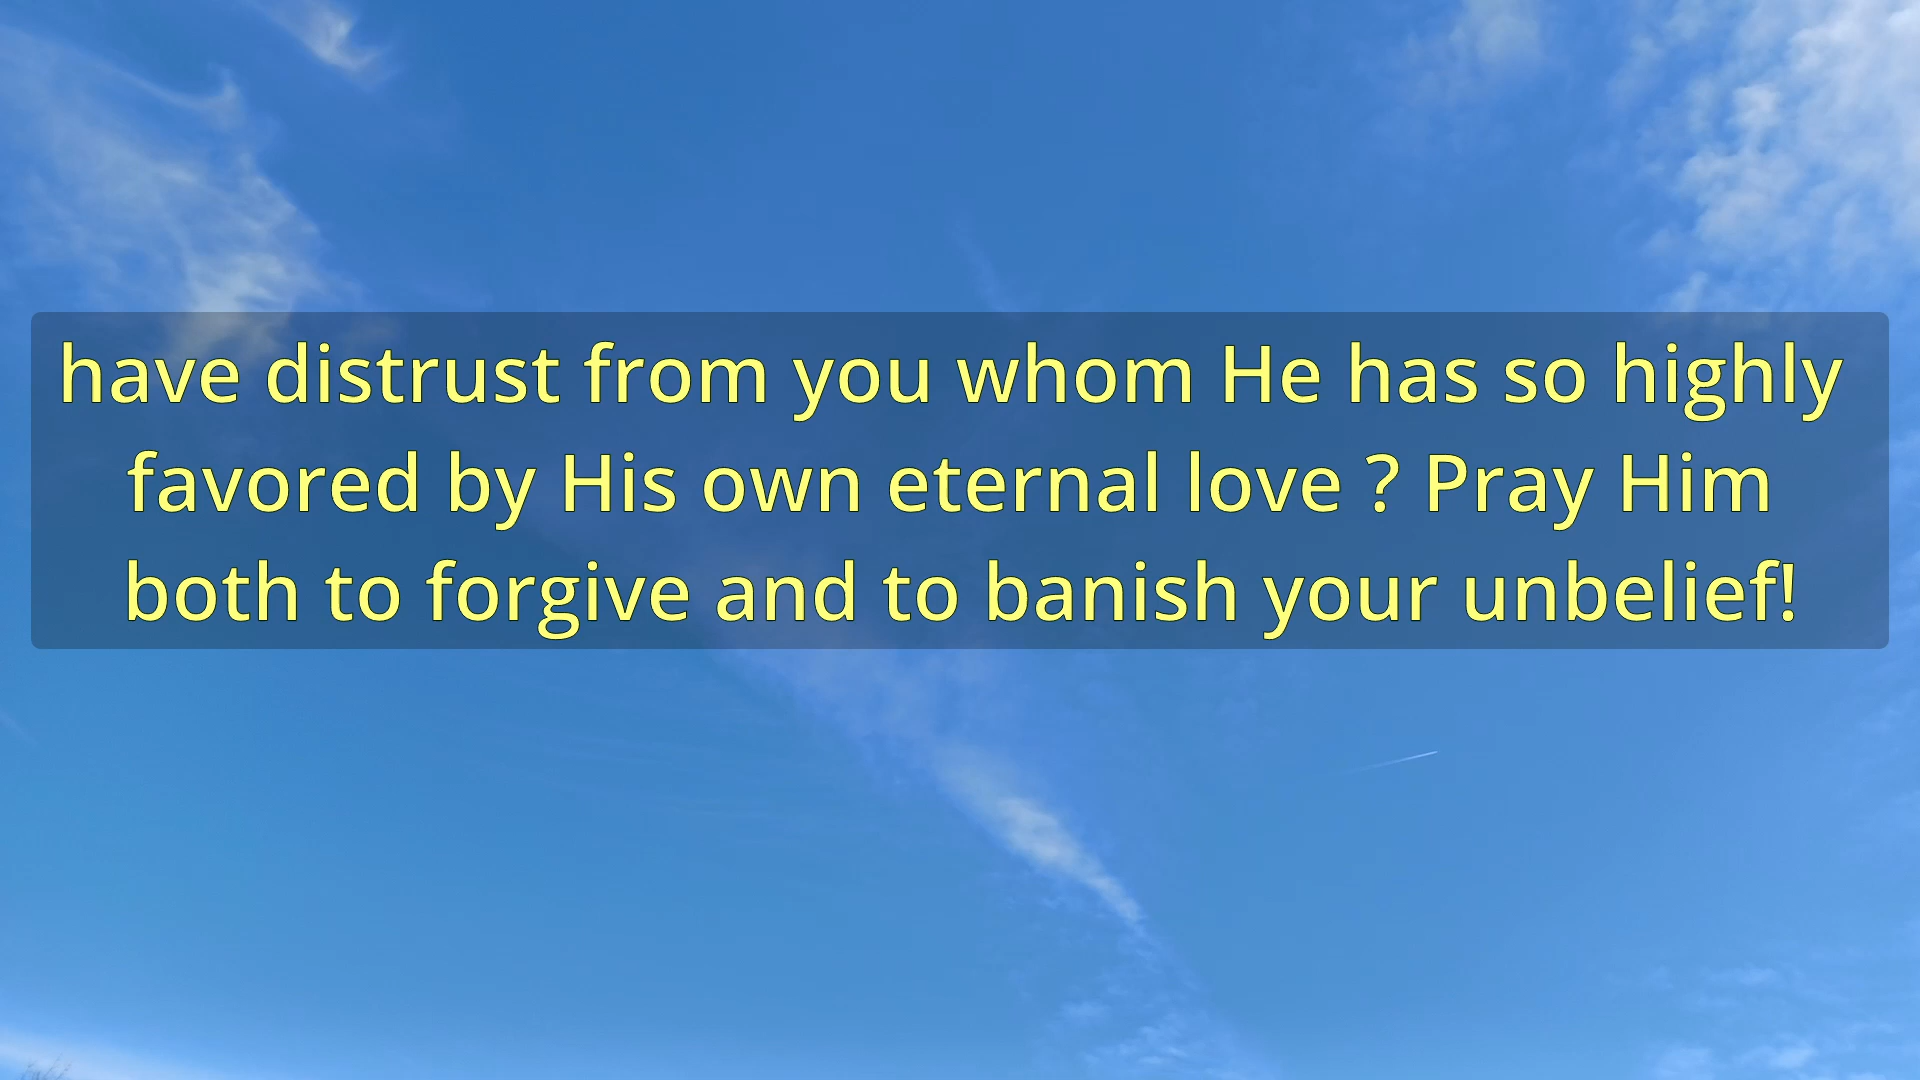 have distrust from you whom He has so highly
favored by His own eternal love ? Pray Him
both to forgive and to banish your unbelief!